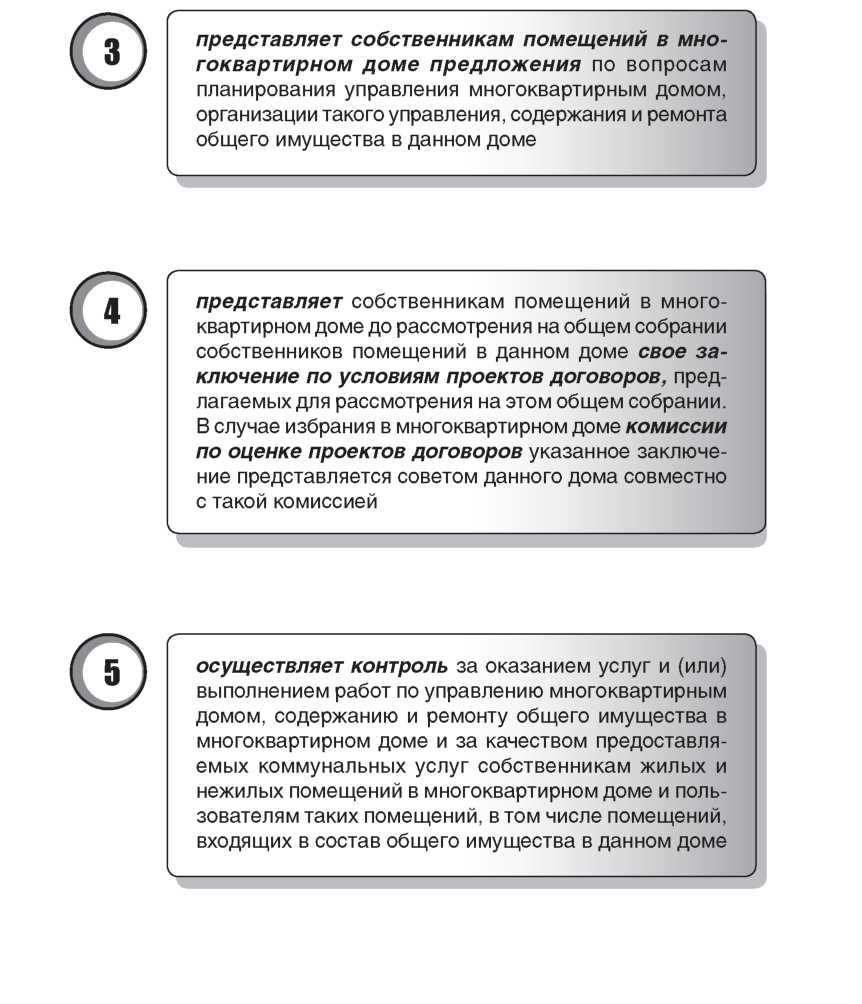 3
представляет собственникам помещений в мно-
гоквартирном доме предложения по вопросам
планирования управления многоквартирным домом,
организации такого управления, содержания и ремонта
общего имущества в данном доме
4
представляет собственникам помещений в много-
квартирном доме до рассмотрения на общем собрании
собственников помещений в данном доме свое за-
ключение по условиям проектов договоров, пред-
лагаемых для рассмотрения на этом общем собрании.
В случае избрания в многоквартирном доме комиссии
по оценке проектов договоров указанное заключе-
ние представляется советом данного дома совместно
с такой комиссией
5
осуществляет контроль за оказанием услуг и (или)
выполнением работ по управлению многоквартирным
домом, содержанию и ремонту общего имущества в
многоквартирном доме и за качеством предоставля-
емых коммунальных услуг собственникам жилых и
нежилых помещений в многоквартирном доме и поль-
зователям таких помещений, в том числе помещений,
входящих в состав общего имущества в данном доме